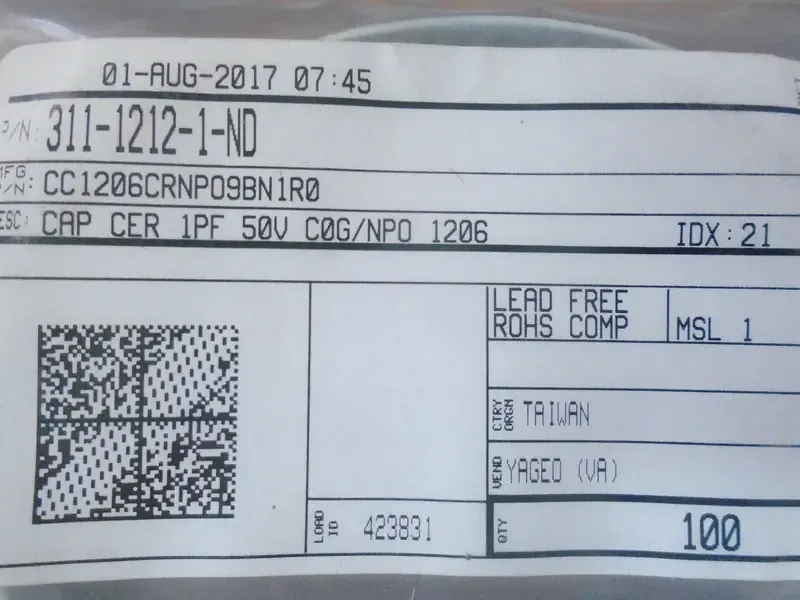 01-AUG-2017 07:45
P/N: 311-1212-1-ND
MFG P/N: CC1206CRNPO9BN1R0
DESC: CAP CER 1PF 50V C0G/NPO 1206 IDX: 21
LEAD FREE
ROHS COMP
MSL 1
CTRY ORGN TAIWAN
VEND YAGEO (VA)
LOAD ID 423831
QTY 100